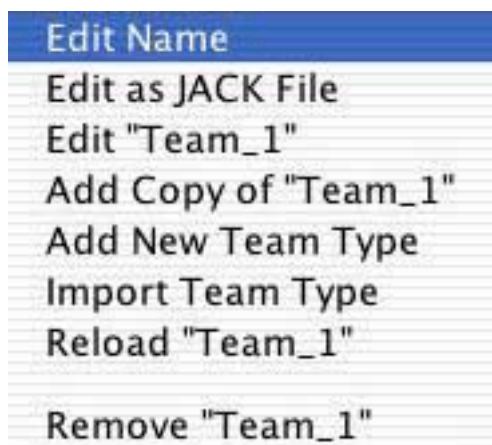 Edit Name
Edit as JACK File
Edit "Team_1"
Add Copy of "Team_1"
Add New Team Type
Import Team Type
Reload "Team_1"
Remove "Team_1"